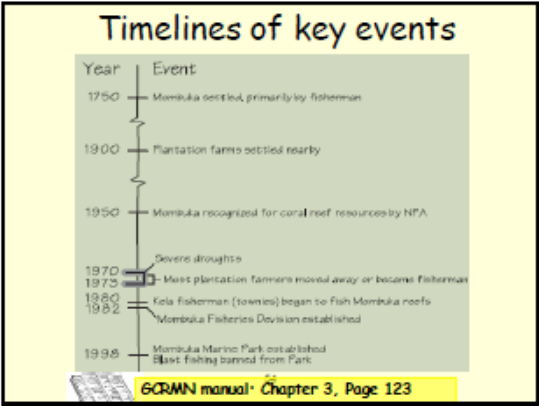 Timelines of key events
Year Event
1750 Mombuka settled, primarily by fisherman
1900 Plantation farms settled nearby
1950 Mombuka recognized for coral reef resources by NPA
Severe droughts
1970
1973 Most plantation farmers moved away or became fisherman
1980 Kela fisherman (townies) began to fish Mombuka reefs
1982 Mombuka Fisheries Devision established
1998 Mombuka Marine Park established
Blast fishing banned from Park
GCRMN manual· Chapter 3, Page 123